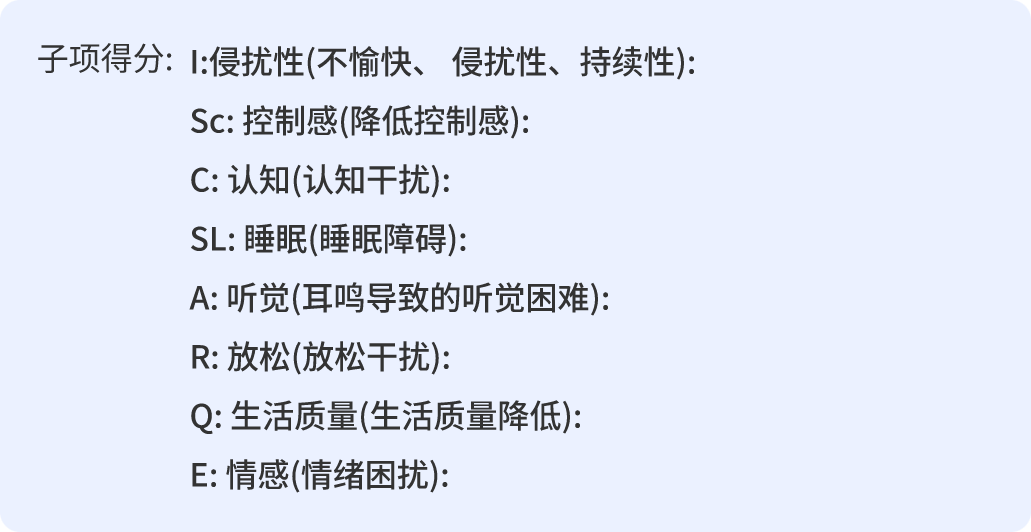 子项得分: I:侵扰性(不愉快、 侵扰性、持续性):
Sc: 控制感(降低控制感):
C: 认知(认知干扰):
SL: 睡眠(睡眠障碍):
A: 听觉(耳鸣导致的听觉困难):
R: 放松(放松干扰):
Q: 生活质量(生活质量降低):
E: 情感(情绪困扰):